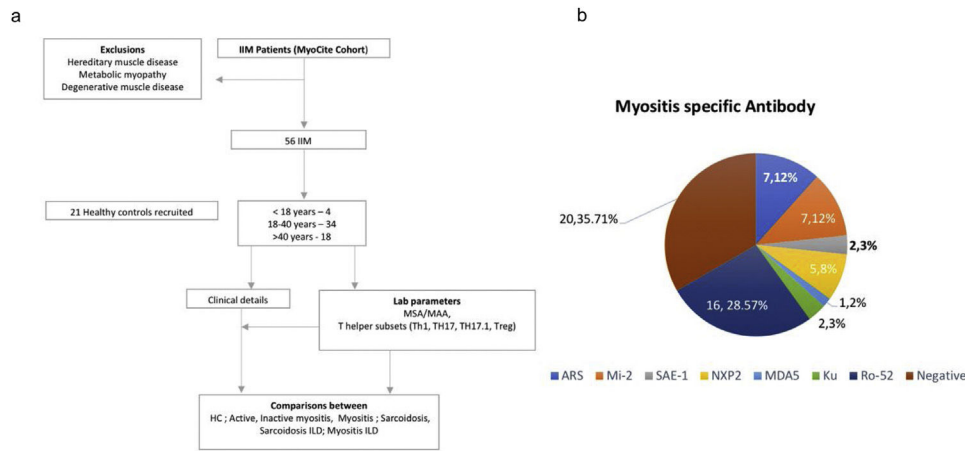 a
Exclusions
Hereditary muscle disease
Metabolic myopathy
Degenerative muscle disease
IIM Patients (MyoCite Cohort)
56 IIM
21 Healthy controls recruited
< 18 years – 4
18-40 years – 34
>40 years - 18
Clinical details
Lab parameters
MSA/MAA,
T helper subsets (Th1, TH17, TH17.1, Treg)
Comparisons between
HC ; Active, Inactive myositis, Myositis ; Sarcoidosis,
Sarcoidosis ILD; Myositis ILD
b
Myositis specific Antibody
7,12%
7,12%
2,3%
5,8%
1,2%
2,3%
16, 28.57%
20,35.71%
ARS Mi-2 SAE-1 NXP2 MDA5 Ku Ro-52 Negative